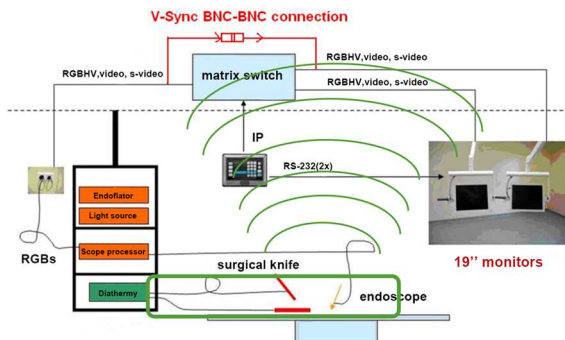 V-Sync BNC-BNC connection
RGBHV,video, s-video
matrix switch
RGBHV,video, s-video
RGBHV,video, s-video
IP
RS-232(2x)
Endoflator
Light source
Scope processor
RGBs
surgical knife
19’’ monitors
Diathermy
endoscope